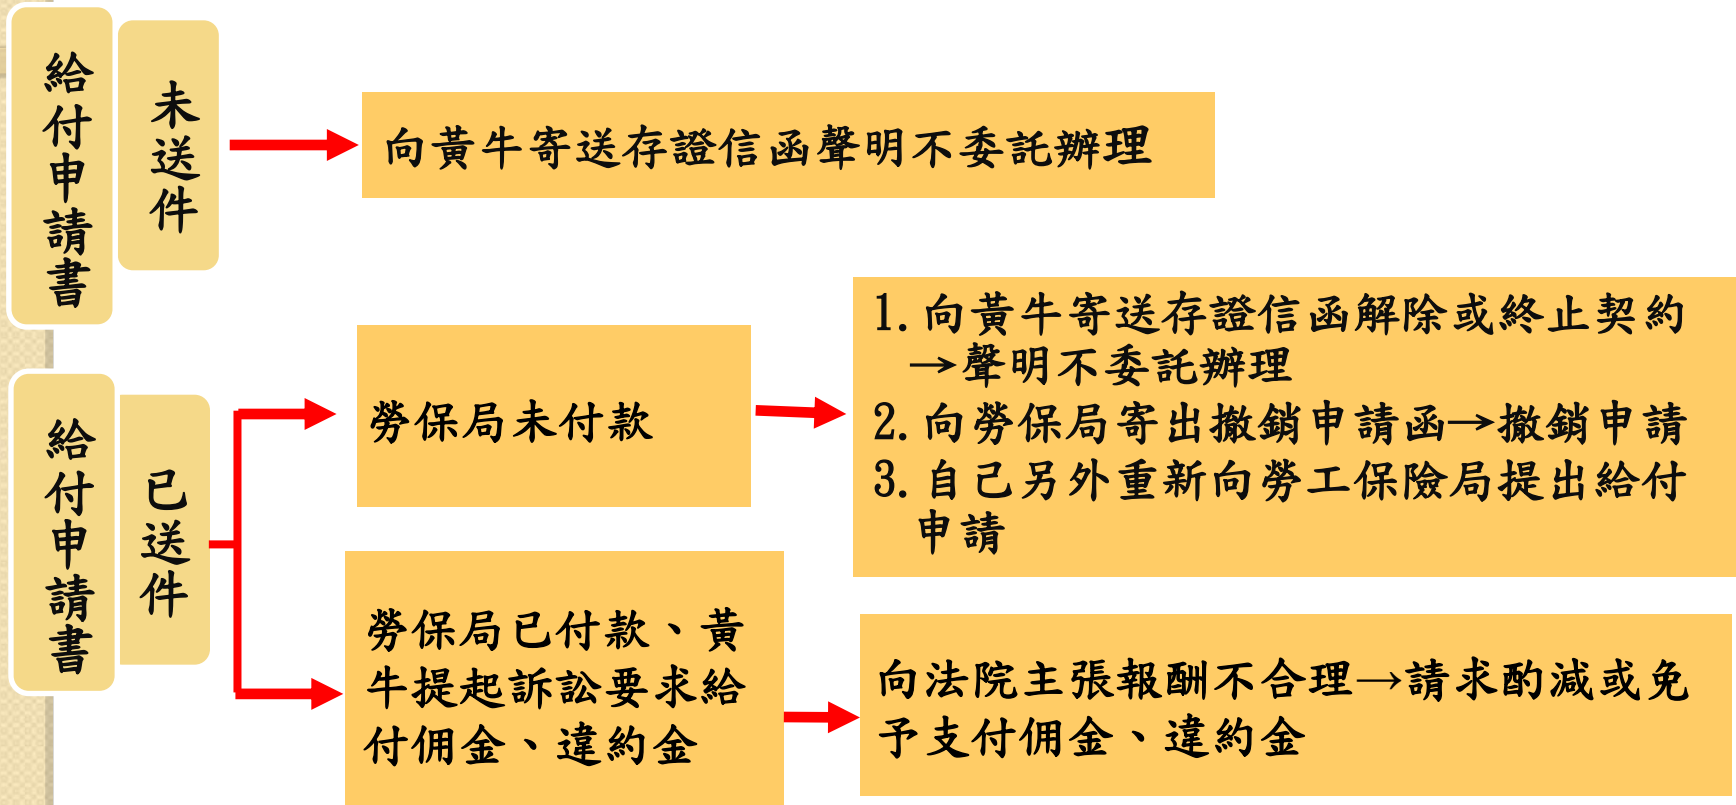 給付申請書
未送件
向黃牛寄送存證信函聲明不委託辦理
給付申請書
已送件
勞保局未付款
1. 向黃牛寄送存證信函解除或終止契約
→聲明不委託辦理
2. 向勞保局寄出撤銷申請函→撤銷申請
3. 自己另外重新向勞工保險局提出給付
申請
勞保局已付款、黃
牛提起訴訟要求給
付佣金、違約金
向法院主張報酬不合理→請求酌減或免
予支付佣金、違約金